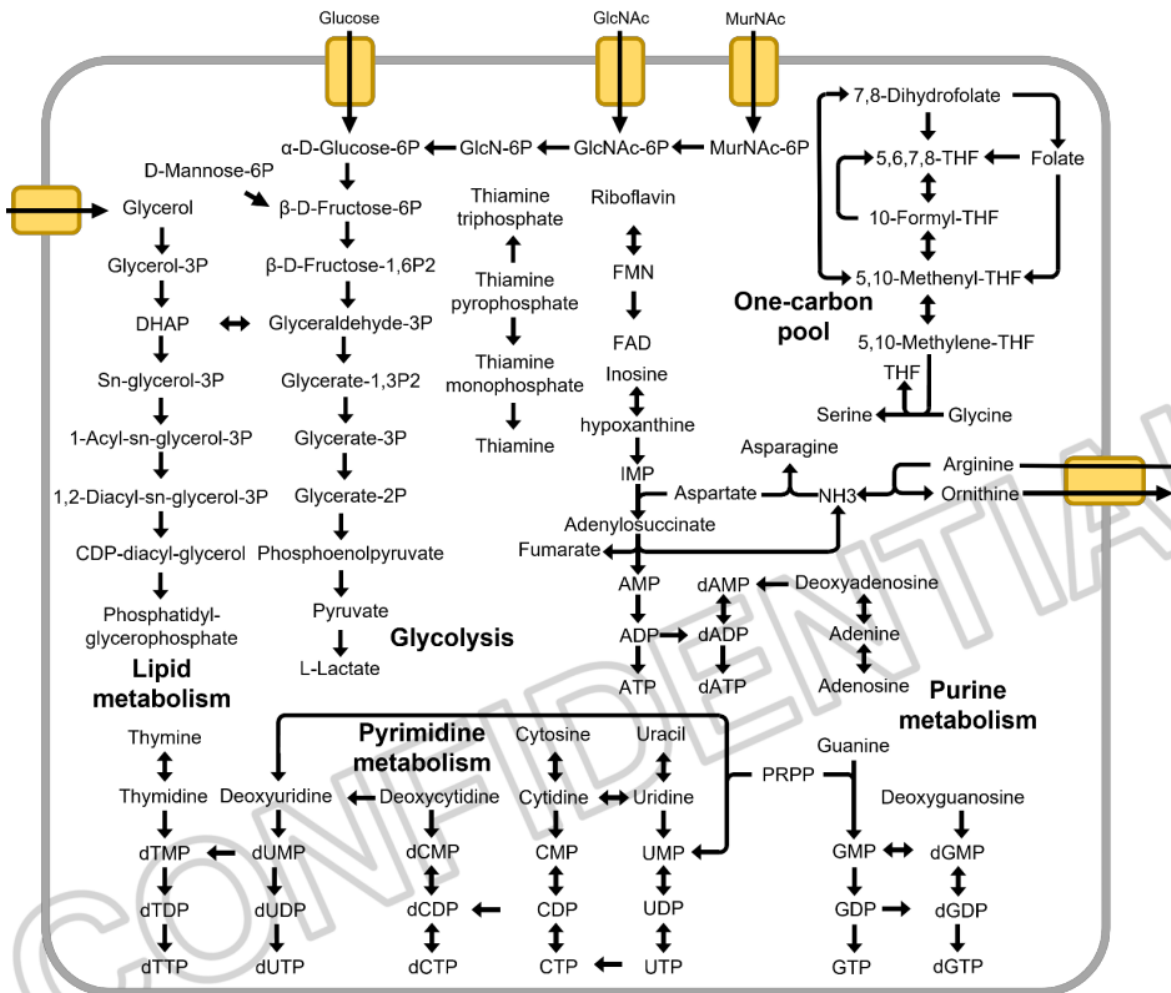 Glucose
GlcNAc
MurNAc
7,8-Dihydrofolate
α-D-Glucose-6P
GlcN-6P
GlcNAc-6P
MurNAc-6P
5,6,7,8-THF
Folate
D-Mannose-6P
Glycerol
β-D-Fructose-6P
Thiamine
triphosphate
Riboflavin
10-Formyl-THF
Glycerol-3P
β-D-Fructose-1,6P2
Thiamine
pyrophosphate
FMN
5,10-Methenyl-THF
One-carbon
pool
DHAP
Glyceraldehyde-3P
FAD
5,10-Methylene-THF
Sn-glycerol-3P
Glycerate-1,3P2
Thiamine
monophosphate
Inosine
THF
Serine
Glycine
1-Acyl-sn-glycerol-3P
Glycerate-3P
Thiamine
hypoxanthine
Asparagine
Arginine
IMP
1,2-Diacyl-sn-glycerol-3P
Glycerate-2P
Aspartate
NH3
Ornithine
Adenylosuccinate
CDP-diacyl-glycerol
Phosphoenolpyruvate
Fumarate
AMP
dAMP
Deoxyadenosine
Phosphatidyl-
glycerophosphate
Pyruvate
Glycolysis
ADP
dADP
Adenine
Lipid
metabolism
L-Lactate
ATP
dATP
Adenosine
Purine
metabolism
Thymine
Pyrimidine
metabolism
Cytosine
Uracil
Guanine
PRPP
Thymidine
Deoxyuridine
Deoxycytidine
Cytidine
Uridine
Deoxyguanosine
dTMP
dUMP
dCMP
CMP
UMP
GMP
dGMP
dTDP
dUDP
dCDP
CDP
UDP
GDP
dGDP
dTTP
dUTP
dCTP
CTP
UTP
GTP
dGTP
CONFIDENTIAL